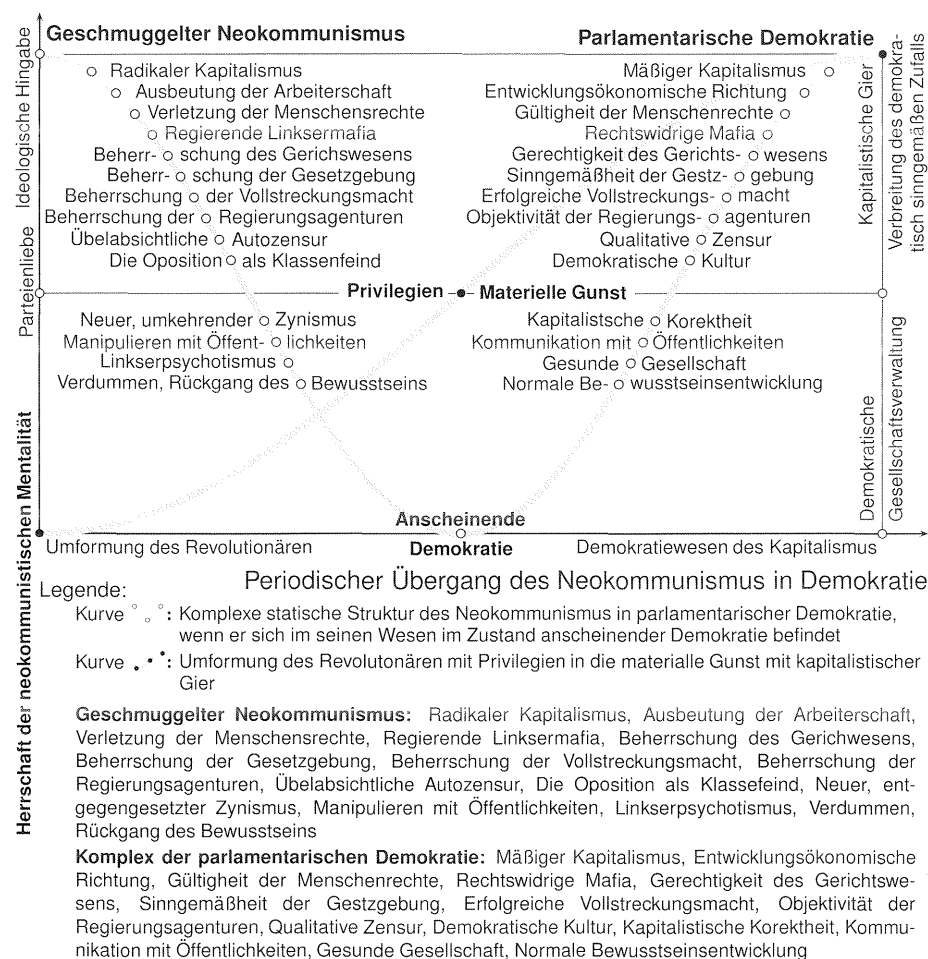 Geschmuggelter Neokommunismus
Parlamentarische Demokratie
Radikaler Kapitalismus
Ausbeutung der Arbeiterschaft
Verletzung der Menschenrechte
Regierende Linksermafia
Beherr- schung des Gerichswesens
Beherr- schung der Gesetzgebung
Beherrschung der Vollstreckungsmacht
Beherrschung der Regierungsagenturen
Übelabsichtliche Autozensur
Die Oposition als Klassenfeind
Mäßiger Kapitalismus
Entwicklungsökonomische Richtung
Gültigheit der Menschenrechte
Rechtswidrige Mafia
Gerechtigkeit des Gerichts- wesens
Sinngemäßheit der Gestz- gebung
Erfolgreiche Vollstreckungs- macht
Objektivität der Regierungs- agenturen
Qualitative Zensur
Demokratische Kultur
Privilegien
Materielle Gunst
Neuer, umkehrender Zynismus
Manipulieren mit Öffent- lichkeiten
Linkserpsychotismus
Verdummen, Rückgang des Bewusstseins
Kapitalistsche Korektheit
Kommunikation mit Öffentlichkeiten
Gesunde Gesellschaft
Normale Be- wusstseinsentwicklung
Ideologische Hingabe
Parteienliebe
Herrschaft der neokommunistischen Mentalität
Kapitalistische Gier
Verbreitung des demokra-
tisch sinngemäßen Zufalls
Demokratische
Gesellschaftsverwaltung
Anscheinende
Demokratie
Umformung des Revolutionären
Demokratiewesen des Kapitalismus
Periodischer Übergang des Neokommunismus in Demokratie
Legende:
Kurve : Komplexe statische Struktur des Neokommunismus in parlamentarischer Demokratie,
wenn er sich im seinen Wesen im Zustand anscheinender Demokratie befindet
Kurve : Umformung des Revolutonären mit Privilegien in die materialle Gunst mit kapitalistischer
Gier
Geschmuggelter Neokommunismus: Radikaler Kapitalismus, Ausbeutung der Arbeiterschaft,
Verletzung der Menschenrechte, Regierende Linksermafia, Beherrschung des Gerichwesens,
Beherrschung der Gesetzgebung, Beherrschung der Vollstreckungsmacht, Beherrschung der
Regierungsagenturen, Übelabsichtliche Autozensur, Die Oposition als Klassefeind, Neuer, ent-
gegengesetzter Zynismus, Manipulieren mit Öffentlichkeiten, Linkserpsychotismus, Verdummen,
Rückgang des Bewusstseins
Komplex der parlamentarischen Demokratie: Mäßiger Kapitalismus, Entwicklungsökonomische
Richtung, Gültigheit der Menschenrechte, Rechtswidrige Mafia, Gerechtigkeit des Gerichtswe-
sens, Sinngemäßheit der Gestzgebung, Erfolgreiche Vollstreckungsmacht, Objektivität der
Regierungsagenturen, Qualitative Zensur, Demokratische Kultur, Kapitalistische Korektheit, Kommu-
nikation mit Öffentlichkeiten, Gesunde Gesellschaft, Normale Bewusstseinsentwicklung